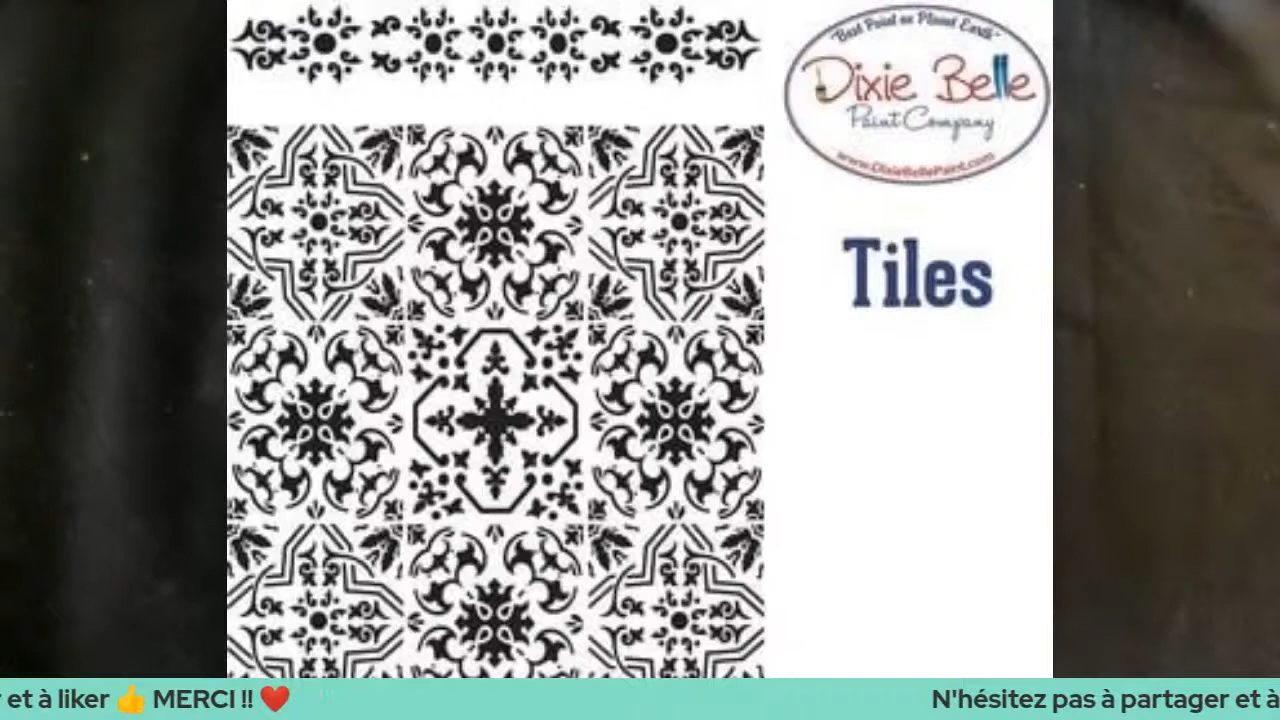 "Best Paint on Planet Earth"
Dixie Belle
Paint Company
www.DixieBellePaint.com
Tiles
et à liker 👍 MERCI !! ❤️
N'hésitez pas à partager et à